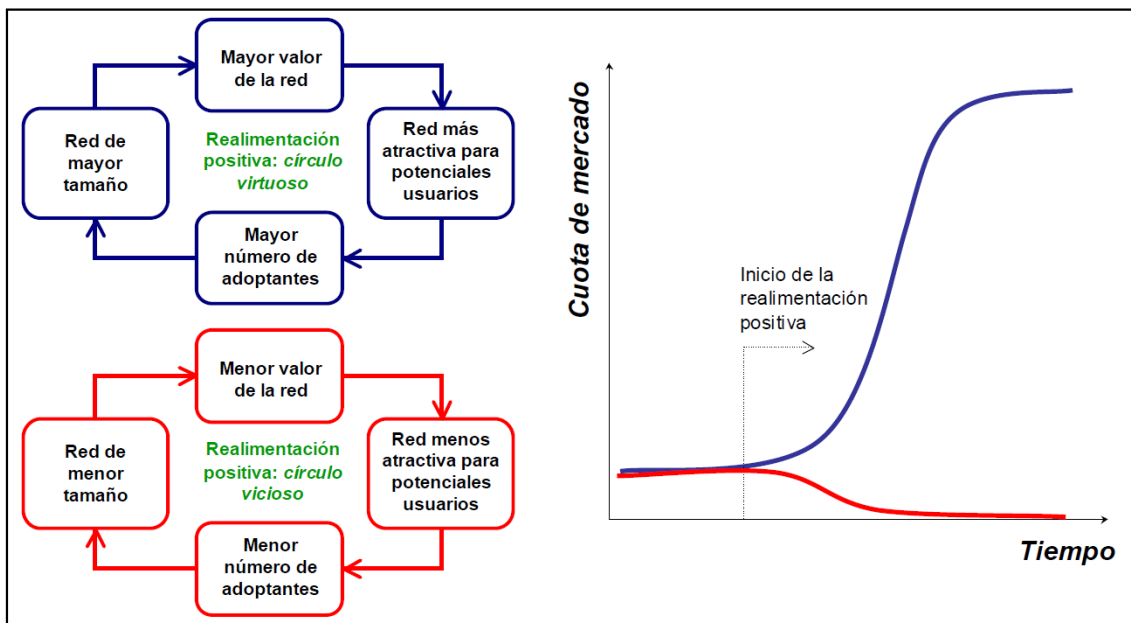 Mayor valor
de la red
Red de
mayor
tamaño
Realimentación
positiva: círculo
virtuoso
Red más
atractiva para
potenciales
usuarios
Mayor
número de
adoptantes
Menor valor
de la red
Red de
menor
tamaño
Realimentación
positiva: círculo
vicioso
Red menos
atractiva para
potenciales
usuarios
Menor
número de
adoptantes
Cuota de mercado
Inicio de la
realimentación
positiva
Tiempo